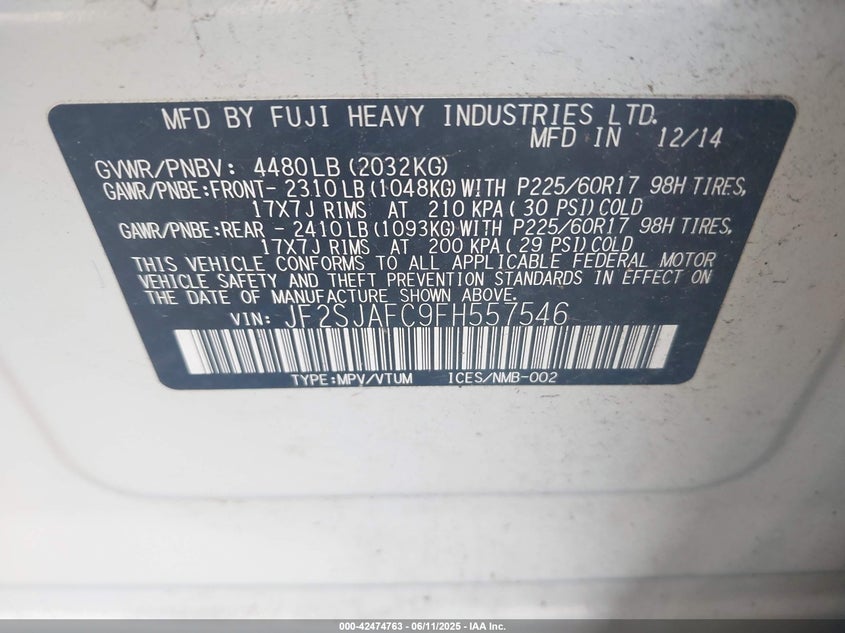 MFD BY FUJI HEAVY INDUSTRIES LTD.
MFD IN 12/14
GVWR/PNBV: 4480LB (2032KG)
GAWR/PNBE:FRONT- 2310LB (1048KG) WITH P225/60R17 98H TIRES,
17X7J RIMS AT 210 KPA ( 30 PSI) COLD
GAWR/PNBE:REAR - 2410LB (1093KG) WITH P225/60R17 98H TIRES,
17X7J RIMS AT 200 KPA ( 29 PSI) COLD
THIS VEHICLE CONFORMS TO ALL APPLICABLE FEDERAL MOTOR
VEHICLE SAFETY AND THEFT PREVENTION STANDARDS IN EFFECT ON
THE DATE OF MANUFACTURE SHOWN ABOVE.
VIN: JF2SJAFC9FH557546
TYPE:MPV/VTUM ICES/NMB-002
000-42474763 - 06/11/2025 - IAA Inc.